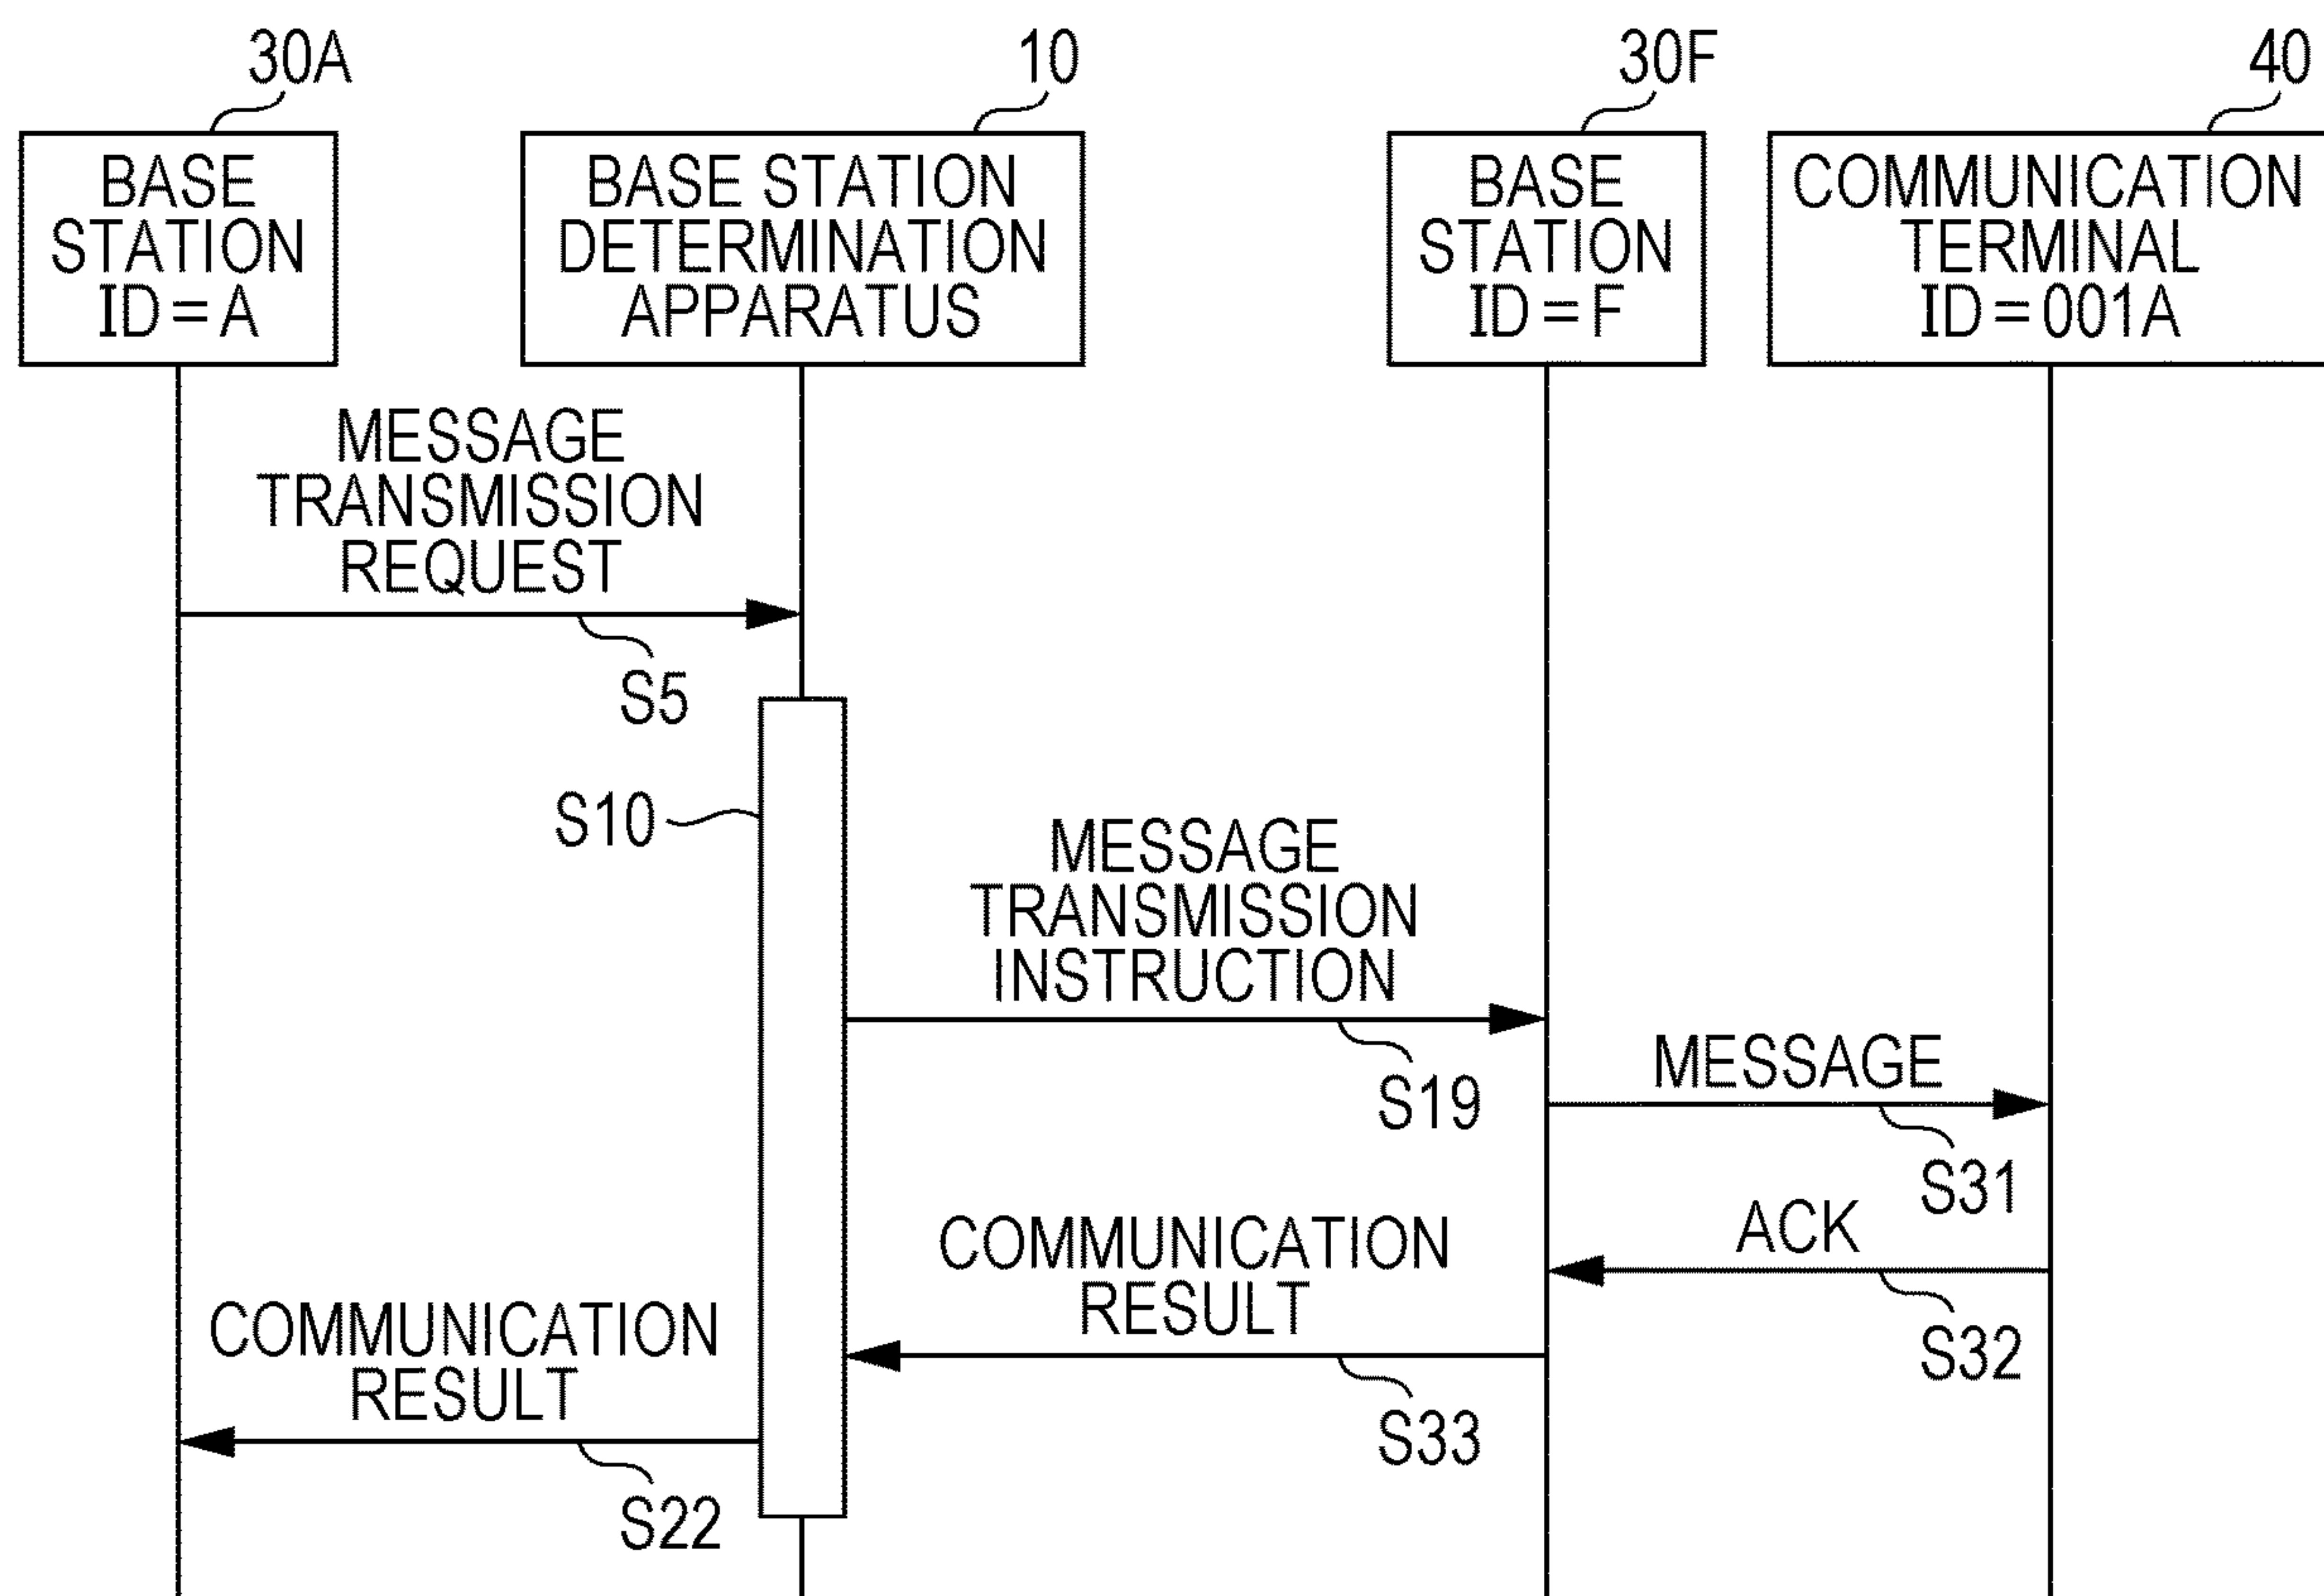 30A
10
30F
40
BASE
STATION
ID=A
BASE STATION
DETERMINATION
APPARATUS
BASE
STATION
ID=F
COMMUNICATION
TERMINAL
ID=001A
MESSAGE
TRANSMISSION
REQUEST
S5
S10
MESSAGE
TRANSMISSION
INSTRUCTION
S19
MESSAGE
S31
ACK
S32
COMMUNICATION
RESULT
S33
COMMUNICATION
RESULT
S22